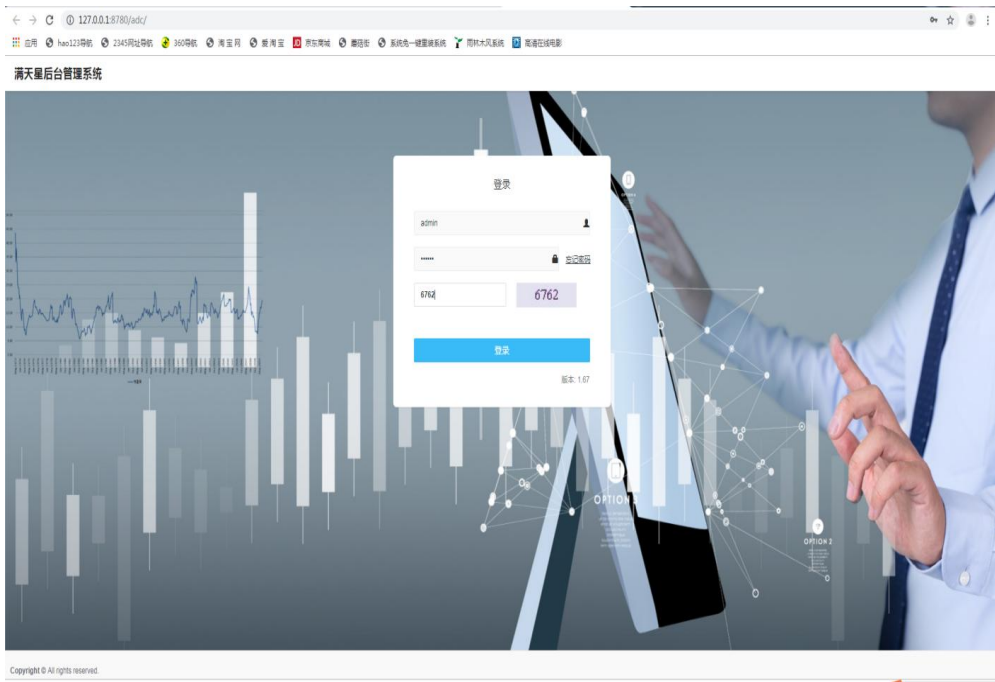 127.0.0.1:8780/adc/
应用 hao123导航 2345网址导航 360导航 淘宝网 爱淘宝 京东商城 蘑菇街 系统免一键重装系统 雨林木风系统 高清在线电影
满天星后台管理系统
登录
admin
······
忘记密码
6762
6762
登录
版本: 1.67
OPTION 3
OPTION 2
Copyright © All rights reserved.